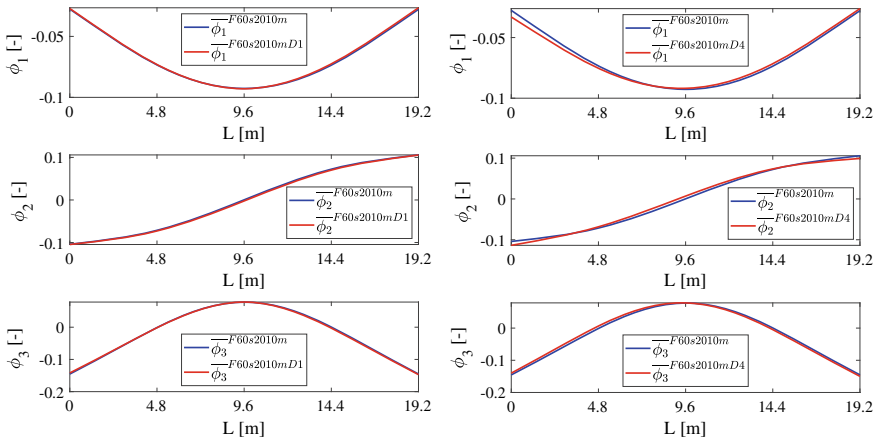 -0.05
-0.1
ϕ₁ [-]
0 4.8 9.6 14.4 19.2
L [m]
ϕ₁^F60s2010m
ϕ₁^F60s2010mD1
-0.05
-0.1
ϕ₁ [-]
0 4.8 9.6 14.4 19.2
L [m]
ϕ₁^F60s2010m
ϕ₁^F60s2010mD4
0.1
0
-0.1
ϕ₂ [-]
0 4.8 9.6 14.4 19.2
L [m]
ϕ₂^F60s2010m
ϕ₂^F60s2010mD1
0.1
0
-0.1
ϕ₂ [-]
0 4.8 9.6 14.4 19.2
L [m]
ϕ₂^F60s2010m
ϕ₂^F60s2010mD4
0
-0.1
-0.2
ϕ₃ [-]
0 4.8 9.6 14.4 19.2
L [m]
ϕ₃^F60s2010m
ϕ₃^F60s2010mD1
0
-0.1
-0.2
ϕ₃ [-]
0 4.8 9.6 14.4 19.2
L [m]
ϕ₃^F60s2010m
ϕ₃^F60s2010mD4